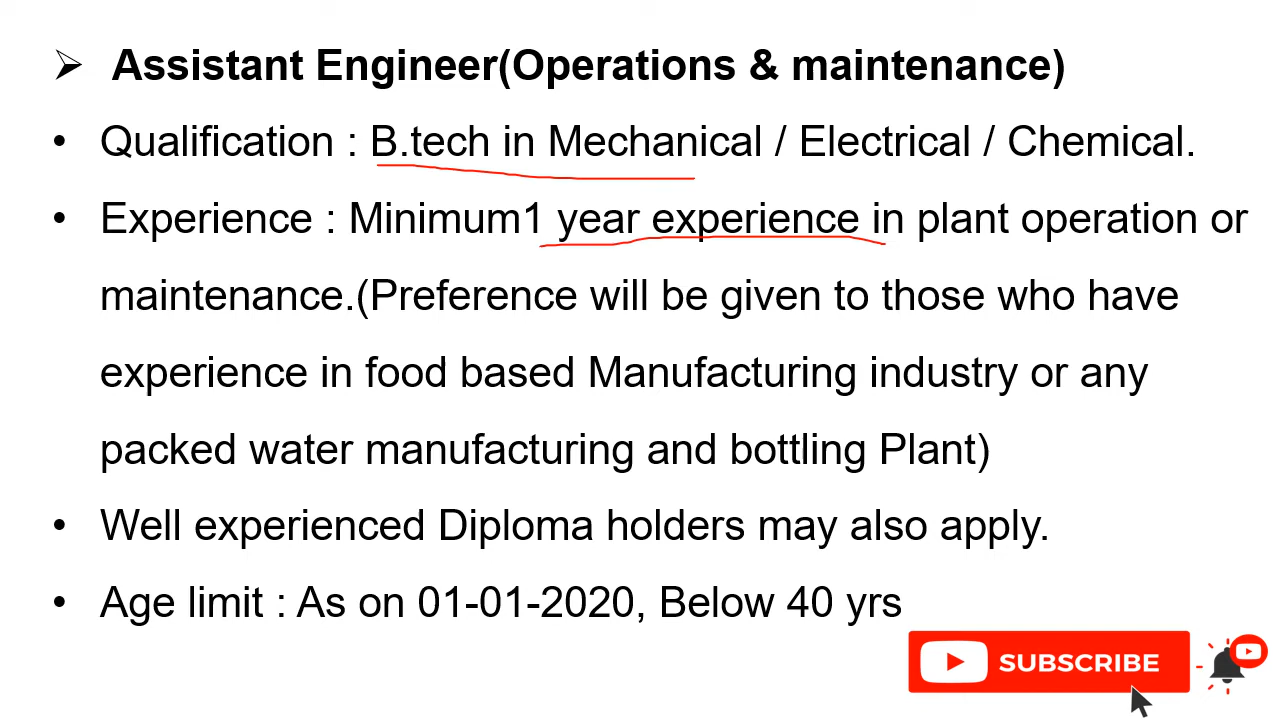 ➢ Assistant Engineer(Operations & maintenance)
• Qualification : B.tech in Mechanical / Electrical / Chemical.
• Experience : Minimum1 year experience in plant operation or
maintenance.(Preference will be given to those who have
experience in food based Manufacturing industry or any
packed water manufacturing and bottling Plant)
• Well experienced Diploma holders may also apply.
• Age limit : As on 01-01-2020, Below 40 yrs
SUBSCRIBE